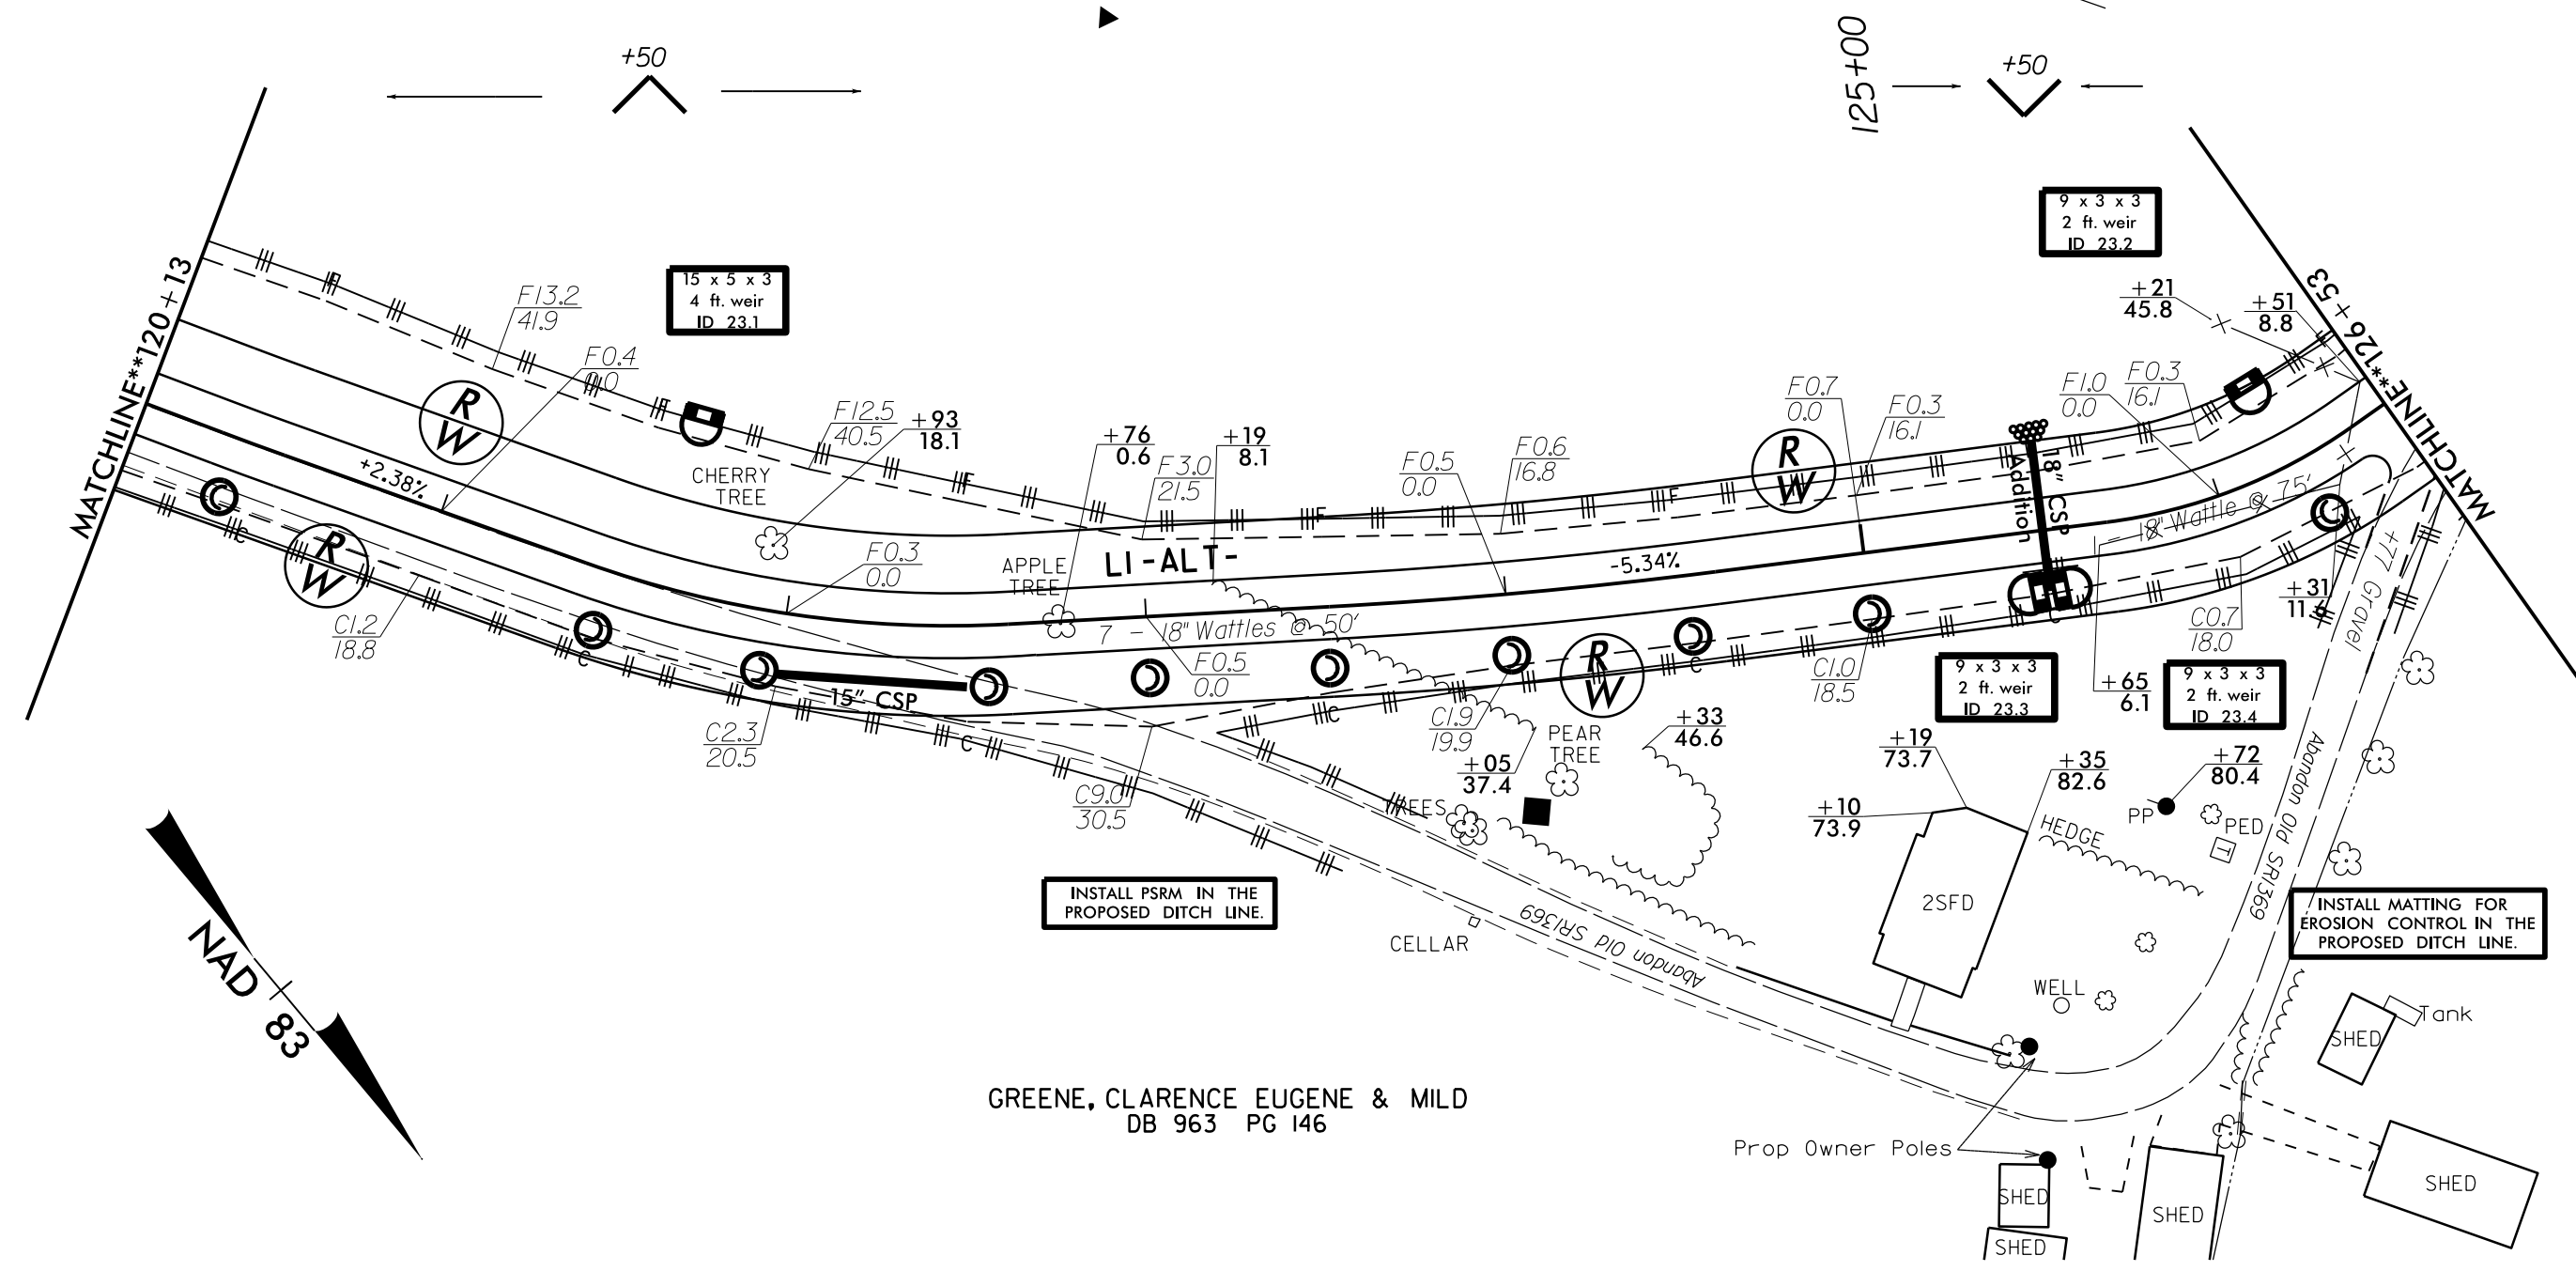 +50
125+00
+50
9 x 3 x 3
2 ft. weir
ID 23.2
15 x 5 x 3
4 ft. weir
ID 23.1
MATCHLINE**120+13
MATCHLINE**126+53
F13.2
41.9
F0.4
0.0
+21
45.8
+51
8.8
R
W
+2.38%
F12.5
40.5
+93
18.1
CHERRY
TREE
+76
0.6
F3.0
21.5
+19
8.1
F0.5
0.0
F0.6
16.8
F0.7
0.0
F0.3
16.1
R
W
F1.0
0.0
F0.3
16.1
18" CSP
Addition
- 18" Wattle @ 75'
R
W
F0.3
0.0
APPLE
TREE
L1-ALT-
-5.34%
7 - 18" Wattles @ 50'
F0.5
0.0
C1.2
18.8
15" CSP
C2.3
20.5
C9.0
30.5
C1.9
19.9
R
W
C1.0
18.5
C0.7
18.0
+31
11.6
+77 Gravel
9 x 3 x 3
2 ft. weir
ID 23.3
+65
6.1
9 x 3 x 3
2 ft. weir
ID 23.4
+05
37.4
PEAR
TREE
+33
46.6
+19
73.7
+35
82.6
+72
80.4
+10
73.9
TREES
PP
PED
T
HEDGE
Abandon Old SR1369
2SFD
INSTALL PSRM IN THE
PROPOSED DITCH LINE.
INSTALL MATTING FOR
EROSION CONTROL IN THE
PROPOSED DITCH LINE.
CELLAR
Abandon Old SR1369
WELL
Tank
SHED
NAD 83
GREENE, CLARENCE EUGENE & MILD
DB 963 PG 146
Prop Owner Poles
SHED
SHED
SHED
SHED
F
F
F
F
F
C
C
C
C
C
C